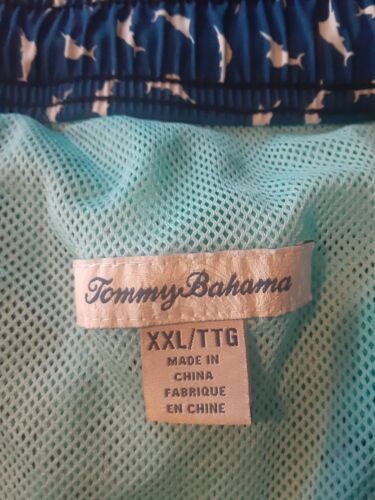 Tommy Bahama
XXL/TTG
MADE IN
CHINA
FABRIQUE
EN CHINE